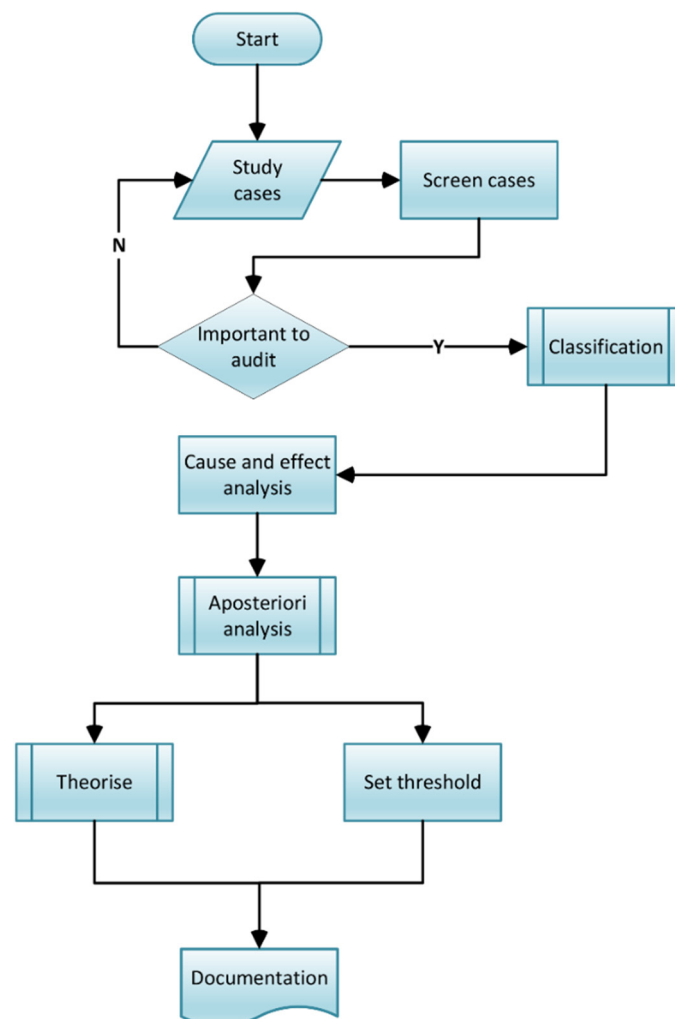 Start
Study
cases
Screen cases
N
Important to
audit
Y
Classification
Cause and effect
analysis
Aposteriori
analysis
Theorise
Set threshold
Documentation